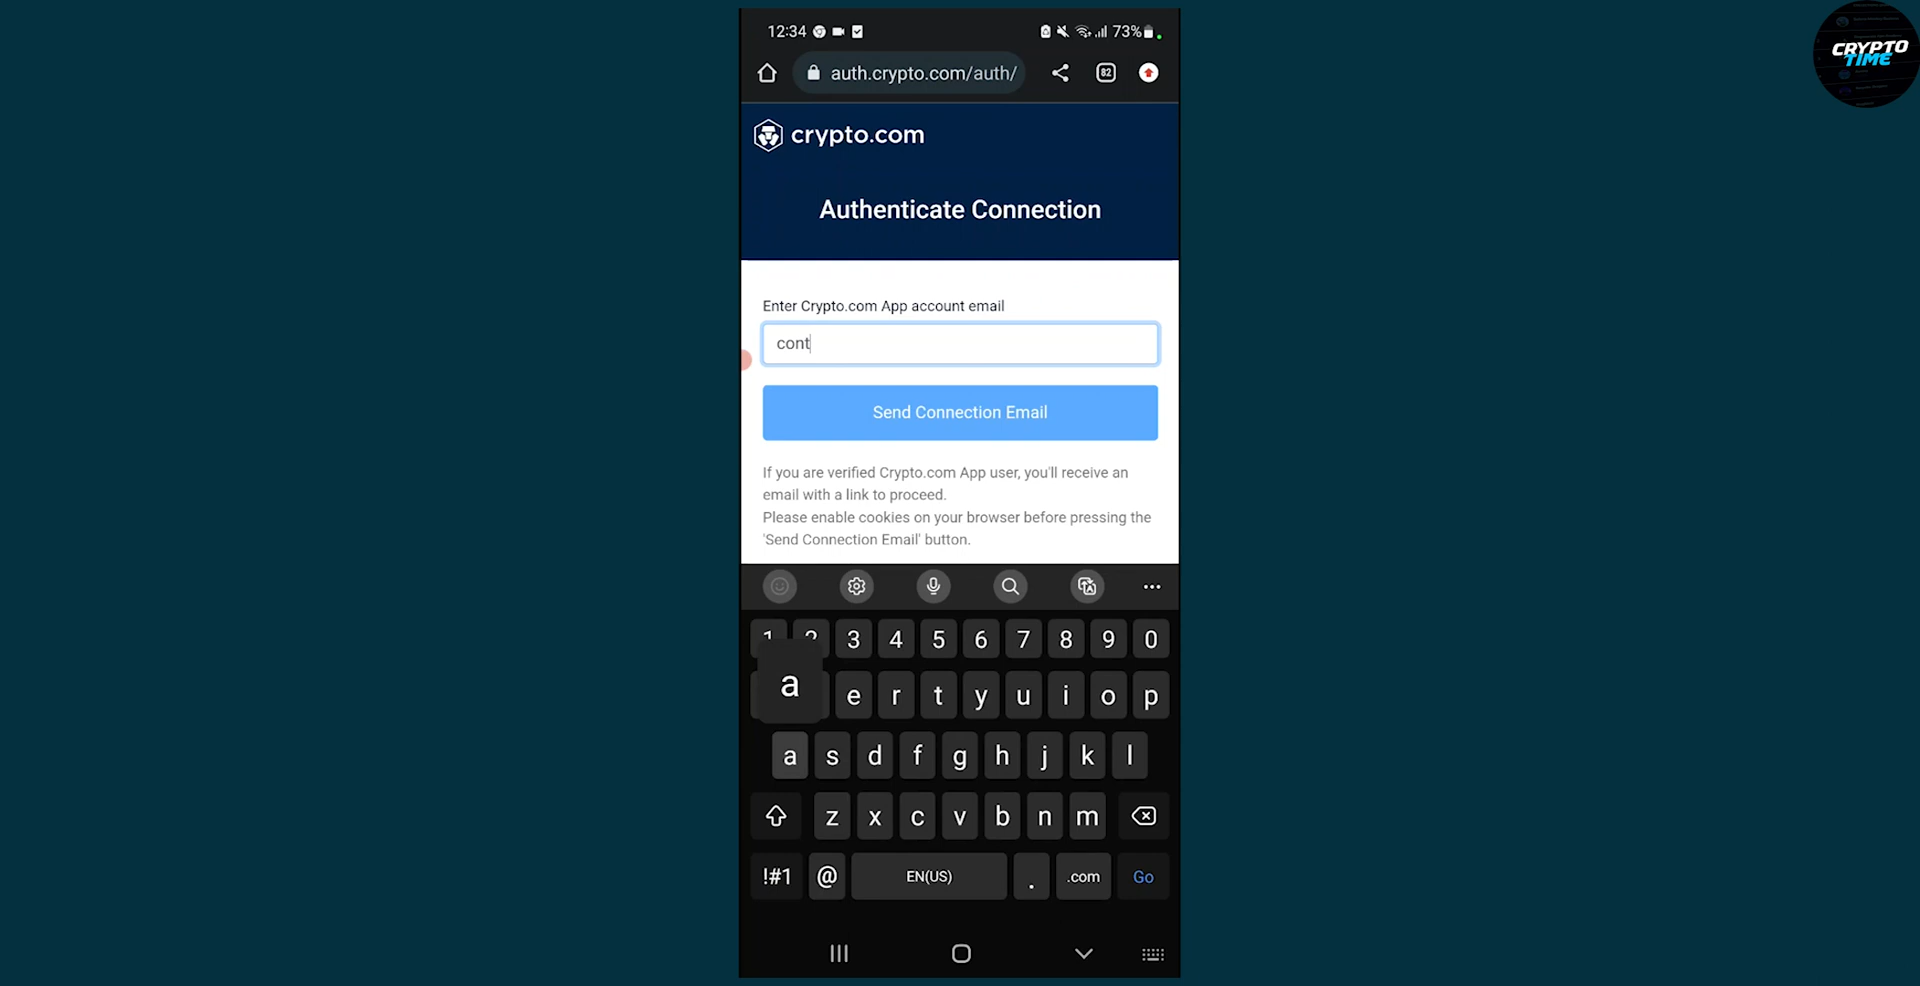 12:34 73%
auth.crypto.com/auth/ 82
CRYPTO
TIME
crypto.com
Authenticate Connection
Enter Crypto.com App account email
cont
Send Connection Email
If you are verified Crypto.com App user, you'll receive an
email with a link to proceed.
Please enable cookies on your browser before pressing the
'Send Connection Email' button.
1 2 3 4 5 6 7 8 9 0
a
e r t y u i o p
a s d f g h j k l
z x c v b n m
!#1 @ EN(US) . .com Go